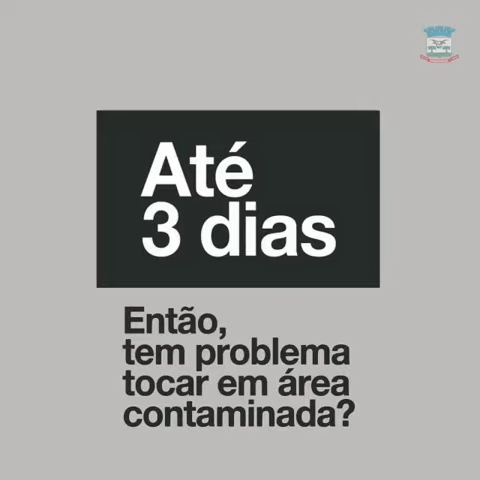 Até
3 dias
Então,
tem problema
tocar em área
contaminada?